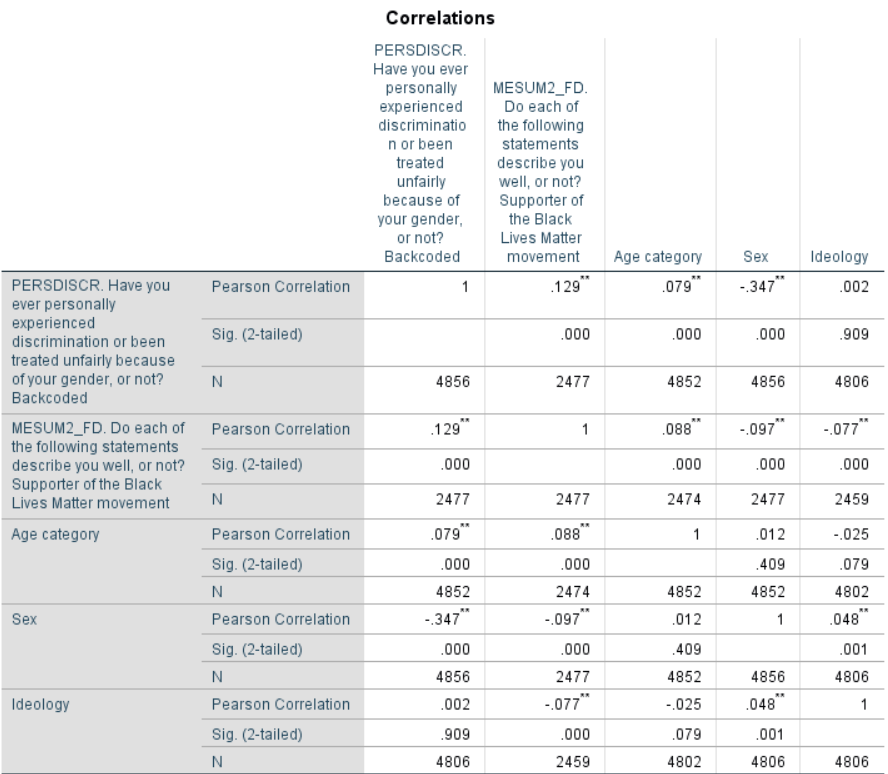 Correlations
PERSDISCR.
Have you ever
personally
experienced
discriminatio
n or been
treated
unfairly
because of
your gender,
or not?
Backcoded
MESUM2_FD.
Do each of
the following
statements
describe you
well, or not?
Supporter of
the Black
Lives Matter
movement
Age category
Sex
Ideology
PERSDISCR. Have you
ever personally
experienced
discrimination or been
treated unfairly because
of your gender, or not?
Backcoded
Pearson Correlation 1 .129** .079** -.347** .002
Sig. (2-tailed) .000 .000 .000 .909
N 4856 2477 4852 4856 4806
MESUM2_FD. Do each of
the following statements
describe you well, or not?
Supporter of the Black
Lives Matter movement
Pearson Correlation .129** 1 .088** -.097** -.077**
Sig. (2-tailed) .000 .000 .000 .000
N 2477 2477 2474 2477 2459
Age category Pearson Correlation .079** .088** 1 .012 -.025
Sig. (2-tailed) .000 .000 .409 .079
N 4852 2474 4852 4852 4802
Sex Pearson Correlation -.347** -.097** .012 1 .048**
Sig. (2-tailed) .000 .000 .409 .001
N 4856 2477 4852 4856 4806
Ideology Pearson Correlation .002 -.077** -.025 .048** 1
Sig. (2-tailed) .909 .000 .079 .001
N 4806 2459 4802 4806 4806